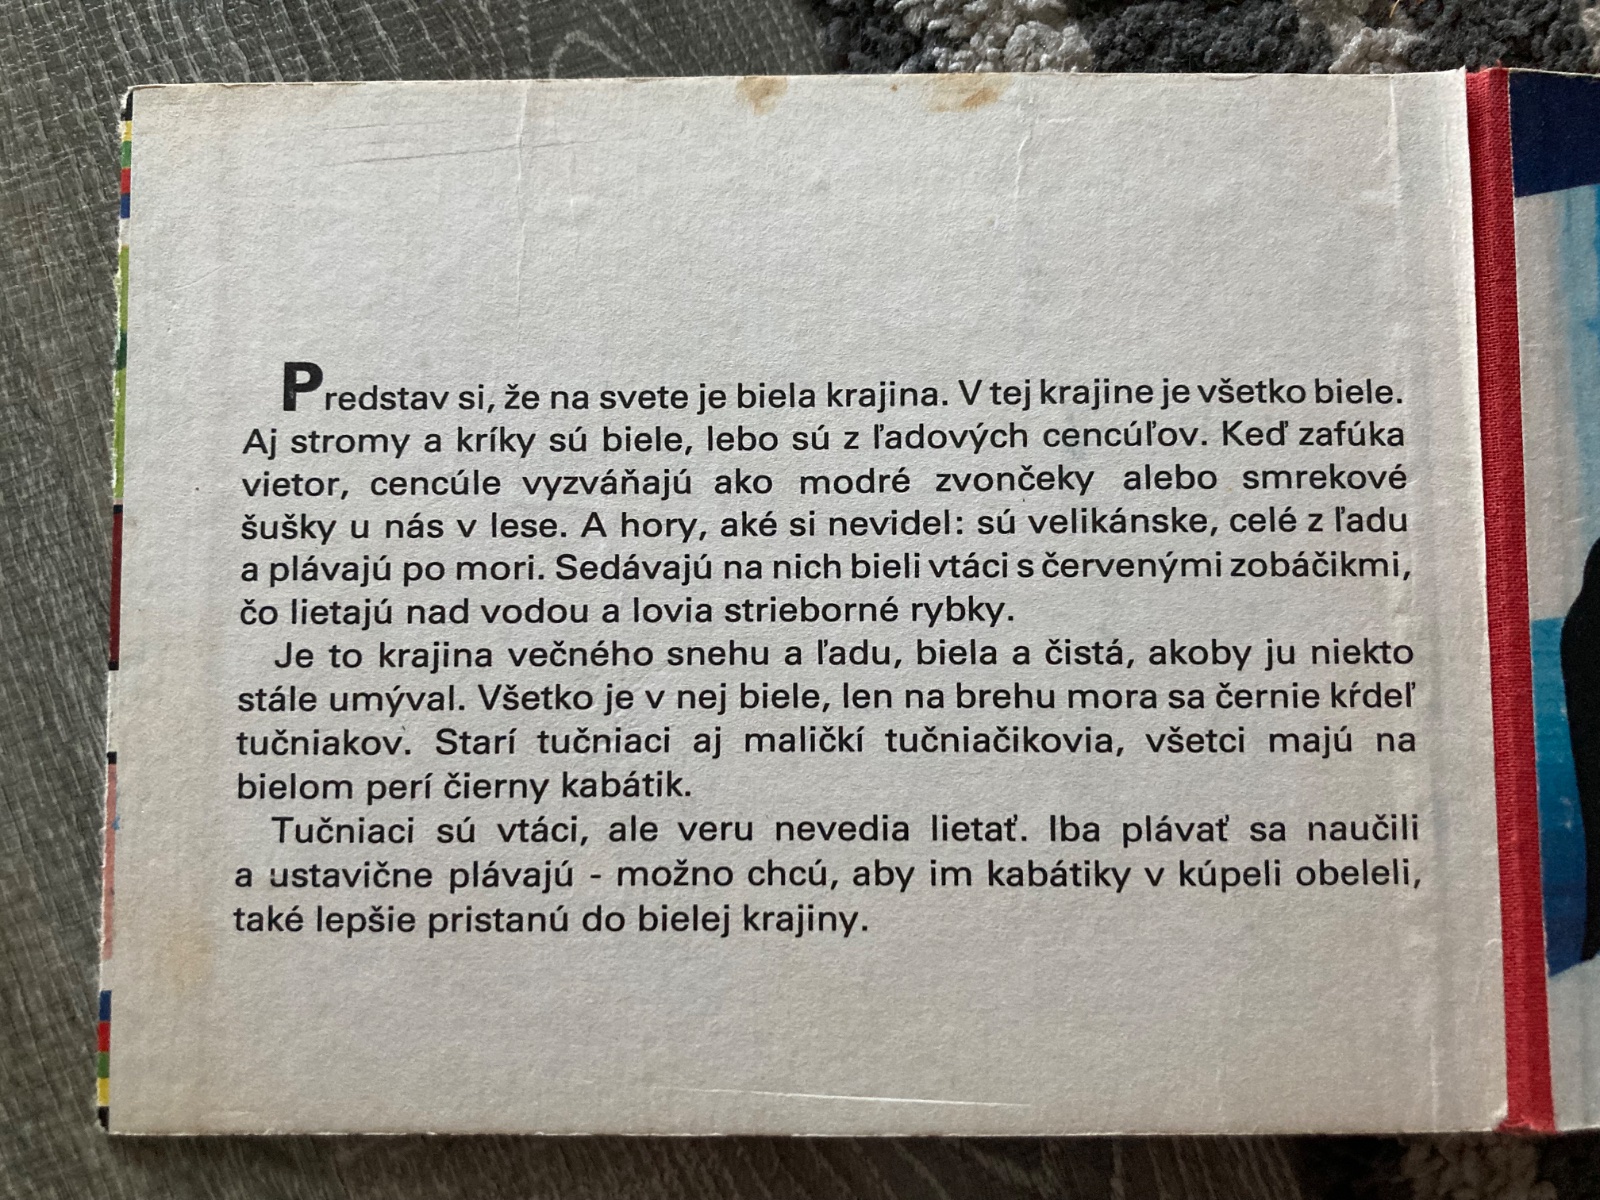 Predstav si, že na svete je biela krajina. V tej krajine je všetko biele.
Aj stromy a kríky sú biele, lebo sú z ľadových cencúľov. Keď zafúka
vietor, cencúle vyzváňajú ako modré zvončeky alebo smrekové
šušky u nás v lese. A hory, aké si nevidel: sú velikánske, celé z ľadu
a plávajú po mori. Sedávajú na nich bieli vtáci s červenými zobáčikmi,
čo lietajú nad vodou a lovia strieborné rybky.
Je to krajina večného snehu a ľadu, biela a čistá, akoby ju niekto
stále umýval. Všetko je v nej biele, len na brehu mora sa černie kŕdeľ
tučniakov. Starí tučniaci aj maličkí tučniačikovia, všetci majú na
bielom perí čierny kabátik.
Tučniaci sú vtáci, ale veru nevedia lietať. Iba plávať sa naučili
a ustavične plávajú - možno chcú, aby im kabátiky v kúpeli obeleli,
také lepšie pristanú do bielej krajiny.